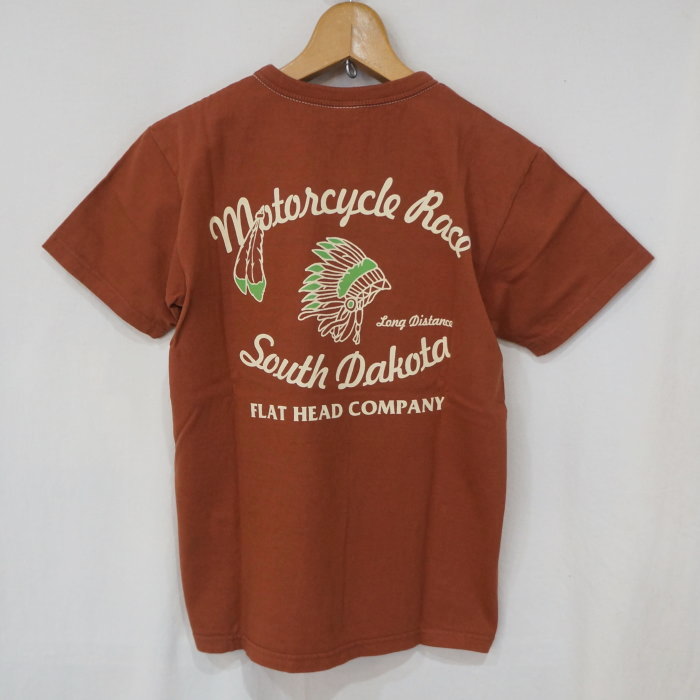 Motorcycle Race
Long Distance
South Dakota
FLAT HEAD COMPANY